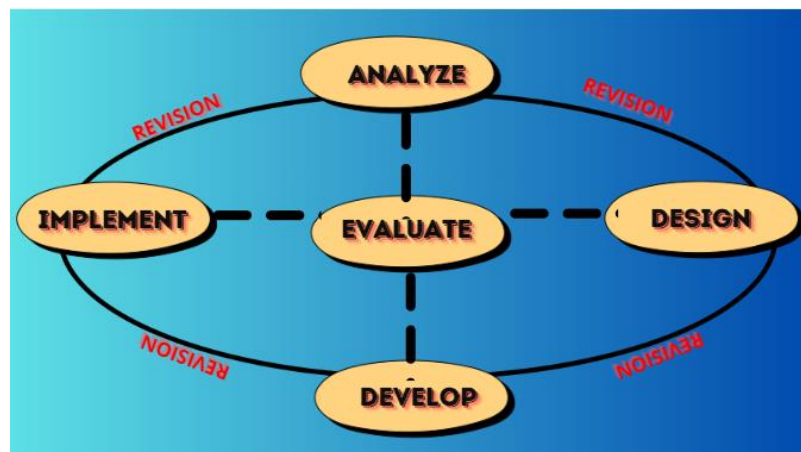 ANALYZE
REVISION
REVISION
IMPLEMENT
EVALUATE
DESIGN
REVISION
REVISION
DEVELOP